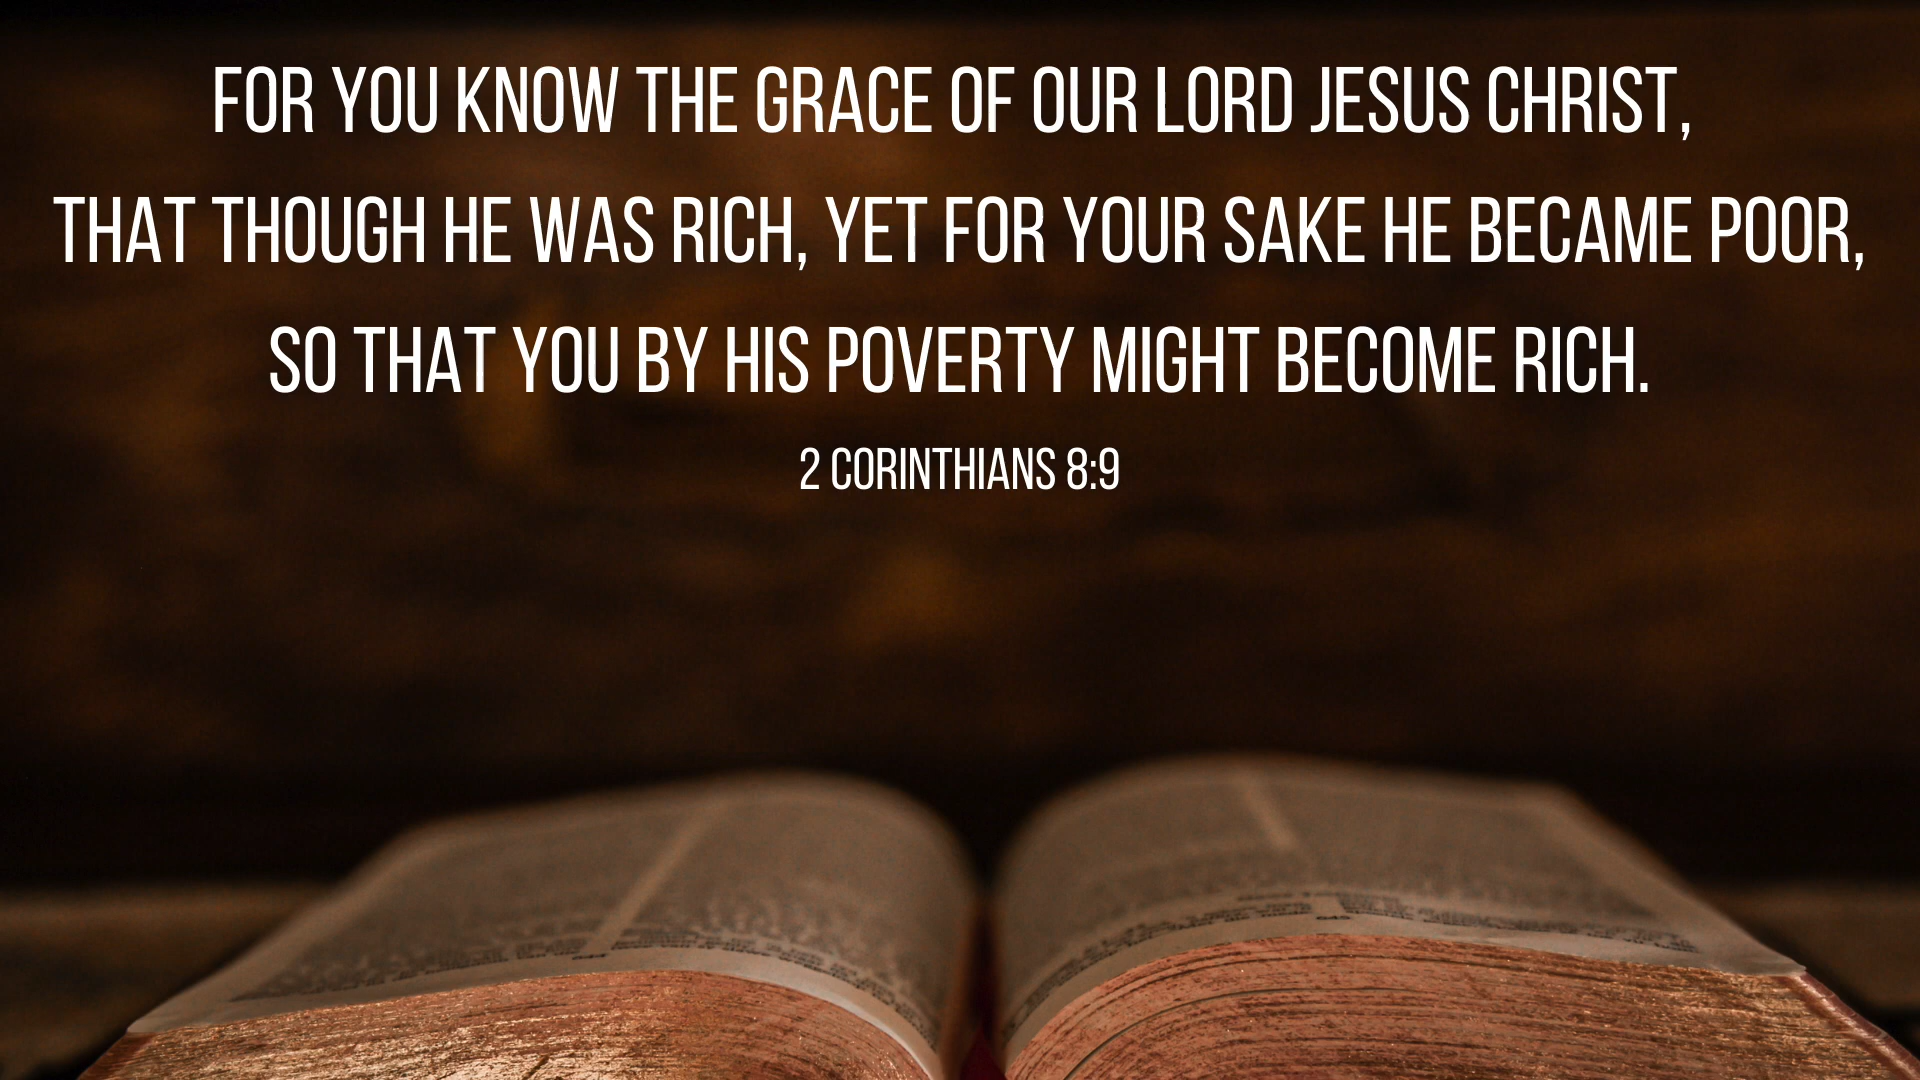 FOR YOU KNOW THE GRACE OF OUR LORD JESUS CHRIST,
THAT THOUGH HE WAS RICH, YET FOR YOUR SAKE HE BECAME POOR,
SO THAT YOU BY HIS POVERTY MIGHT BECOME RICH.
2 CORINTHIANS 8:9